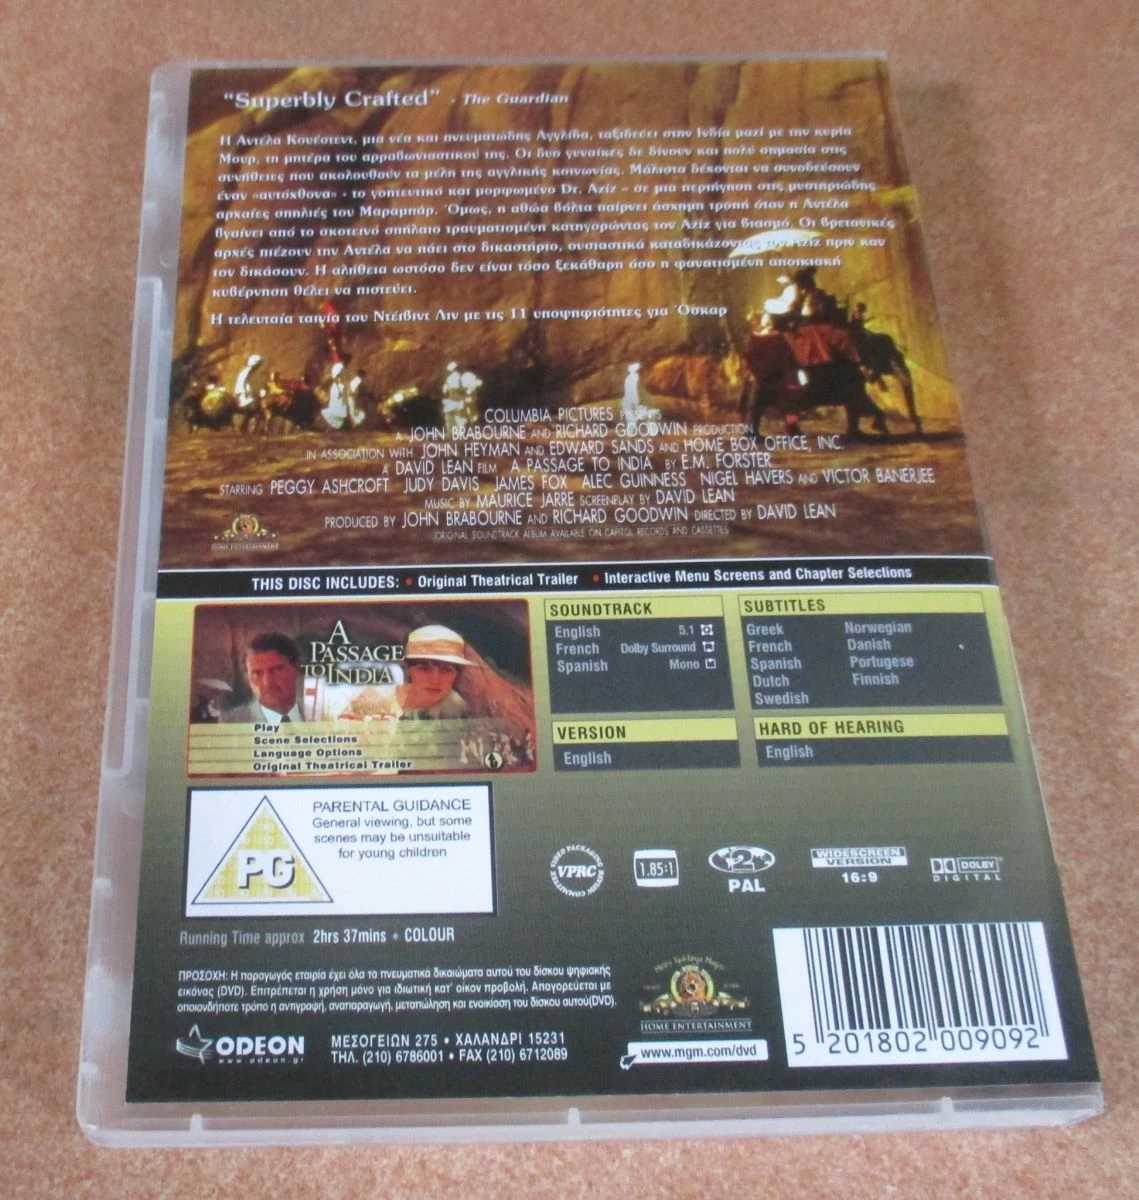 “Superbly Crafted” - The Guardian
Η Αντέλα Κουέστεντ, μια νέα και πνευματώδης Αγγλίδα, ταξιδεύει στην Ινδία μαζί με την κυρία
Μουρ, τη μητέρα του αρραβωνιαστικού της. Οι δυο γυναίκες δε δίνουν και πολύ σημασία στις
συνήθειες που ακολουθούν τα μέλη της αγγλικής κοινωνίας. Μάλιστα δέχονται να συνοδεύσουν
έναν «αυτόχθονα» - το γοητευτικό και μορφωμένο Dr. Αζίζ - σε μια περιήγηση στις μυστηριώδης
αρχαίες σπηλιές του Μαραμπάρ. Όμως, η αθώα βόλτα παίρνει άσχημη τροπή όταν η Αντέλα
βγαίνει από το σκοτεινό σπήλαιο τραυματισμένη κατηγορώντας τον Αζίζ για βιασμό. Οι βρετανικές
αρχές πιέζουν την Αντέλα να πάει στο δικαστήριο, ουσιαστικά καταδικάζοντας τον Αζίζ πριν καν
τον δικάσουν. Η αλήθεια ωστόσο δεν είναι τόσο ξεκάθαρη όσο η φανατισμένη αποικιακή
κυβέρνηση θέλει να πιστεύει.
Η τελευταία ταινία του Ντέιβιντ Λιν με τις 11 υποψηφιότητες για Όσκαρ
COLUMBIA PICTURES PRESENTS
A JOHN BRABOURNE AND RICHARD GOODWIN PRODUCTION
IN ASSOCIATION WITH JOHN HEYMAN AND EDWARD SANDS AND HOME BOX OFFICE, INC.
A DAVID LEAN FILM A PASSAGE TO INDIA BY E.M. FORSTER
STARRING PEGGY ASHCROFT JUDY DAVIS JAMES FOX ALEC GUINNESS NIGEL HAVERS AND VICTOR BANERJEE
MUSIC BY MAURICE JARRE SCREENPLAY BY DAVID LEAN
PRODUCED BY JOHN BRABOURNE AND RICHARD GOODWIN DIRECTED BY DAVID LEAN
ORIGINAL SOUNDTRACK ALBUM AVAILABLE ON CAPITOL RECORDS AND CASSETTES
HOME ENTERTAINMENT
THIS DISC INCLUDES: • Original Theatrical Trailer • Interactive Menu Screens and Chapter Selections
A
PASSAGE
TO INDIA
Play
Scene Selections
Language Options
Original Theatrical Trailer
SOUNDTRACK
English 5.1
French Dolby Surround
Spanish Mono
SUBTITLES
Greek Norwegian
French Danish
Spanish Portugese
Dutch Finnish
Swedish
VERSION
English
HARD OF HEARING
English
PG
PARENTAL GUIDANCE
General viewing, but some
scenes may be unsuitable
for young children
VIDEO PACKAGING
VPRC
REVIEW COMMITTEE
1.85:1
2
PAL
WIDESCREEN
VERSION
16:9
DOLBY
DIGITAL
Running Time approx 2hrs 37mins • COLOUR
ΠΡΟΣΟΧΗ: Η παραγωγός εταιρία έχει όλα τα πνευματικά δικαιώματα αυτού του δίσκου ψηφιακής
εικόνας (DVD). Επιτρέπεται η χρήση μόνο για ιδιωτική κατ' οίκον προβολή. Απαγορεύεται με
οποιονδήποτε τρόπο η αντιγραφή, αναπαραγωγή, μεταπώληση και ενοικίαση του δίσκου αυτού(DVD).
ODEON
www.odeon.gr
ΜΕΣΟΓΕΙΩΝ 275 • ΧΑΛΑΝΔΡΙ 15231
ΤΗΛ. (210) 6786001 • FAX (210) 6712089
Metro Goldwyn Mayer
HOME ENTERTAINMENT
www.mgm.com/dvd
5 201802 009092